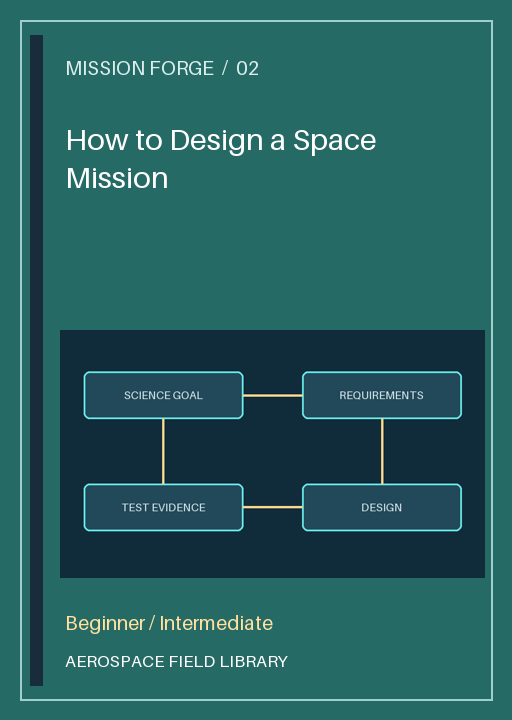 MISSION FORGE / 02
How to Design a Space
Mission
SCIENCE GOAL
REQUIREMENTS
TEST EVIDENCE
DESIGN
Beginner / Intermediate
AEROSPACE FIELD LIBRARY